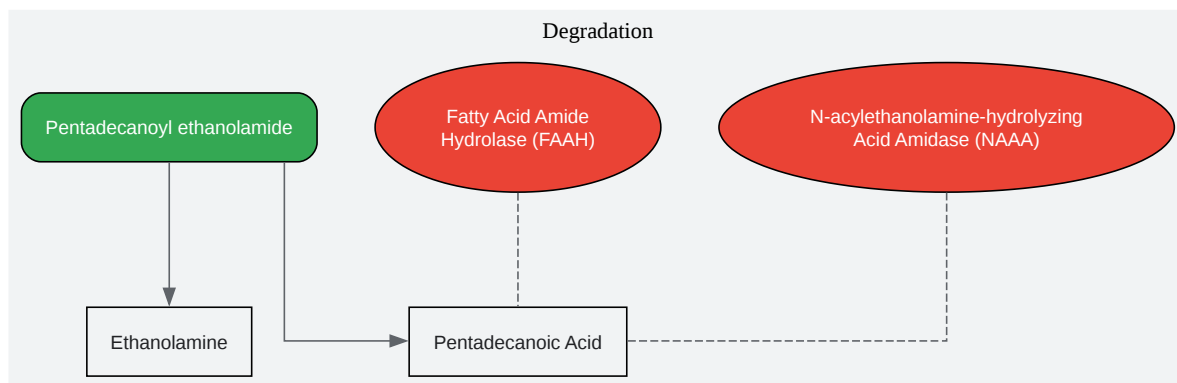 Degradation
Pentadecanoyl ethanolamide
Fatty Acid Amide
Hydrolase (FAAH)
N-acylethanolamine-hydrolyzing
Acid Amidase (NAAA)
Ethanolamine
Pentadecanoic Acid